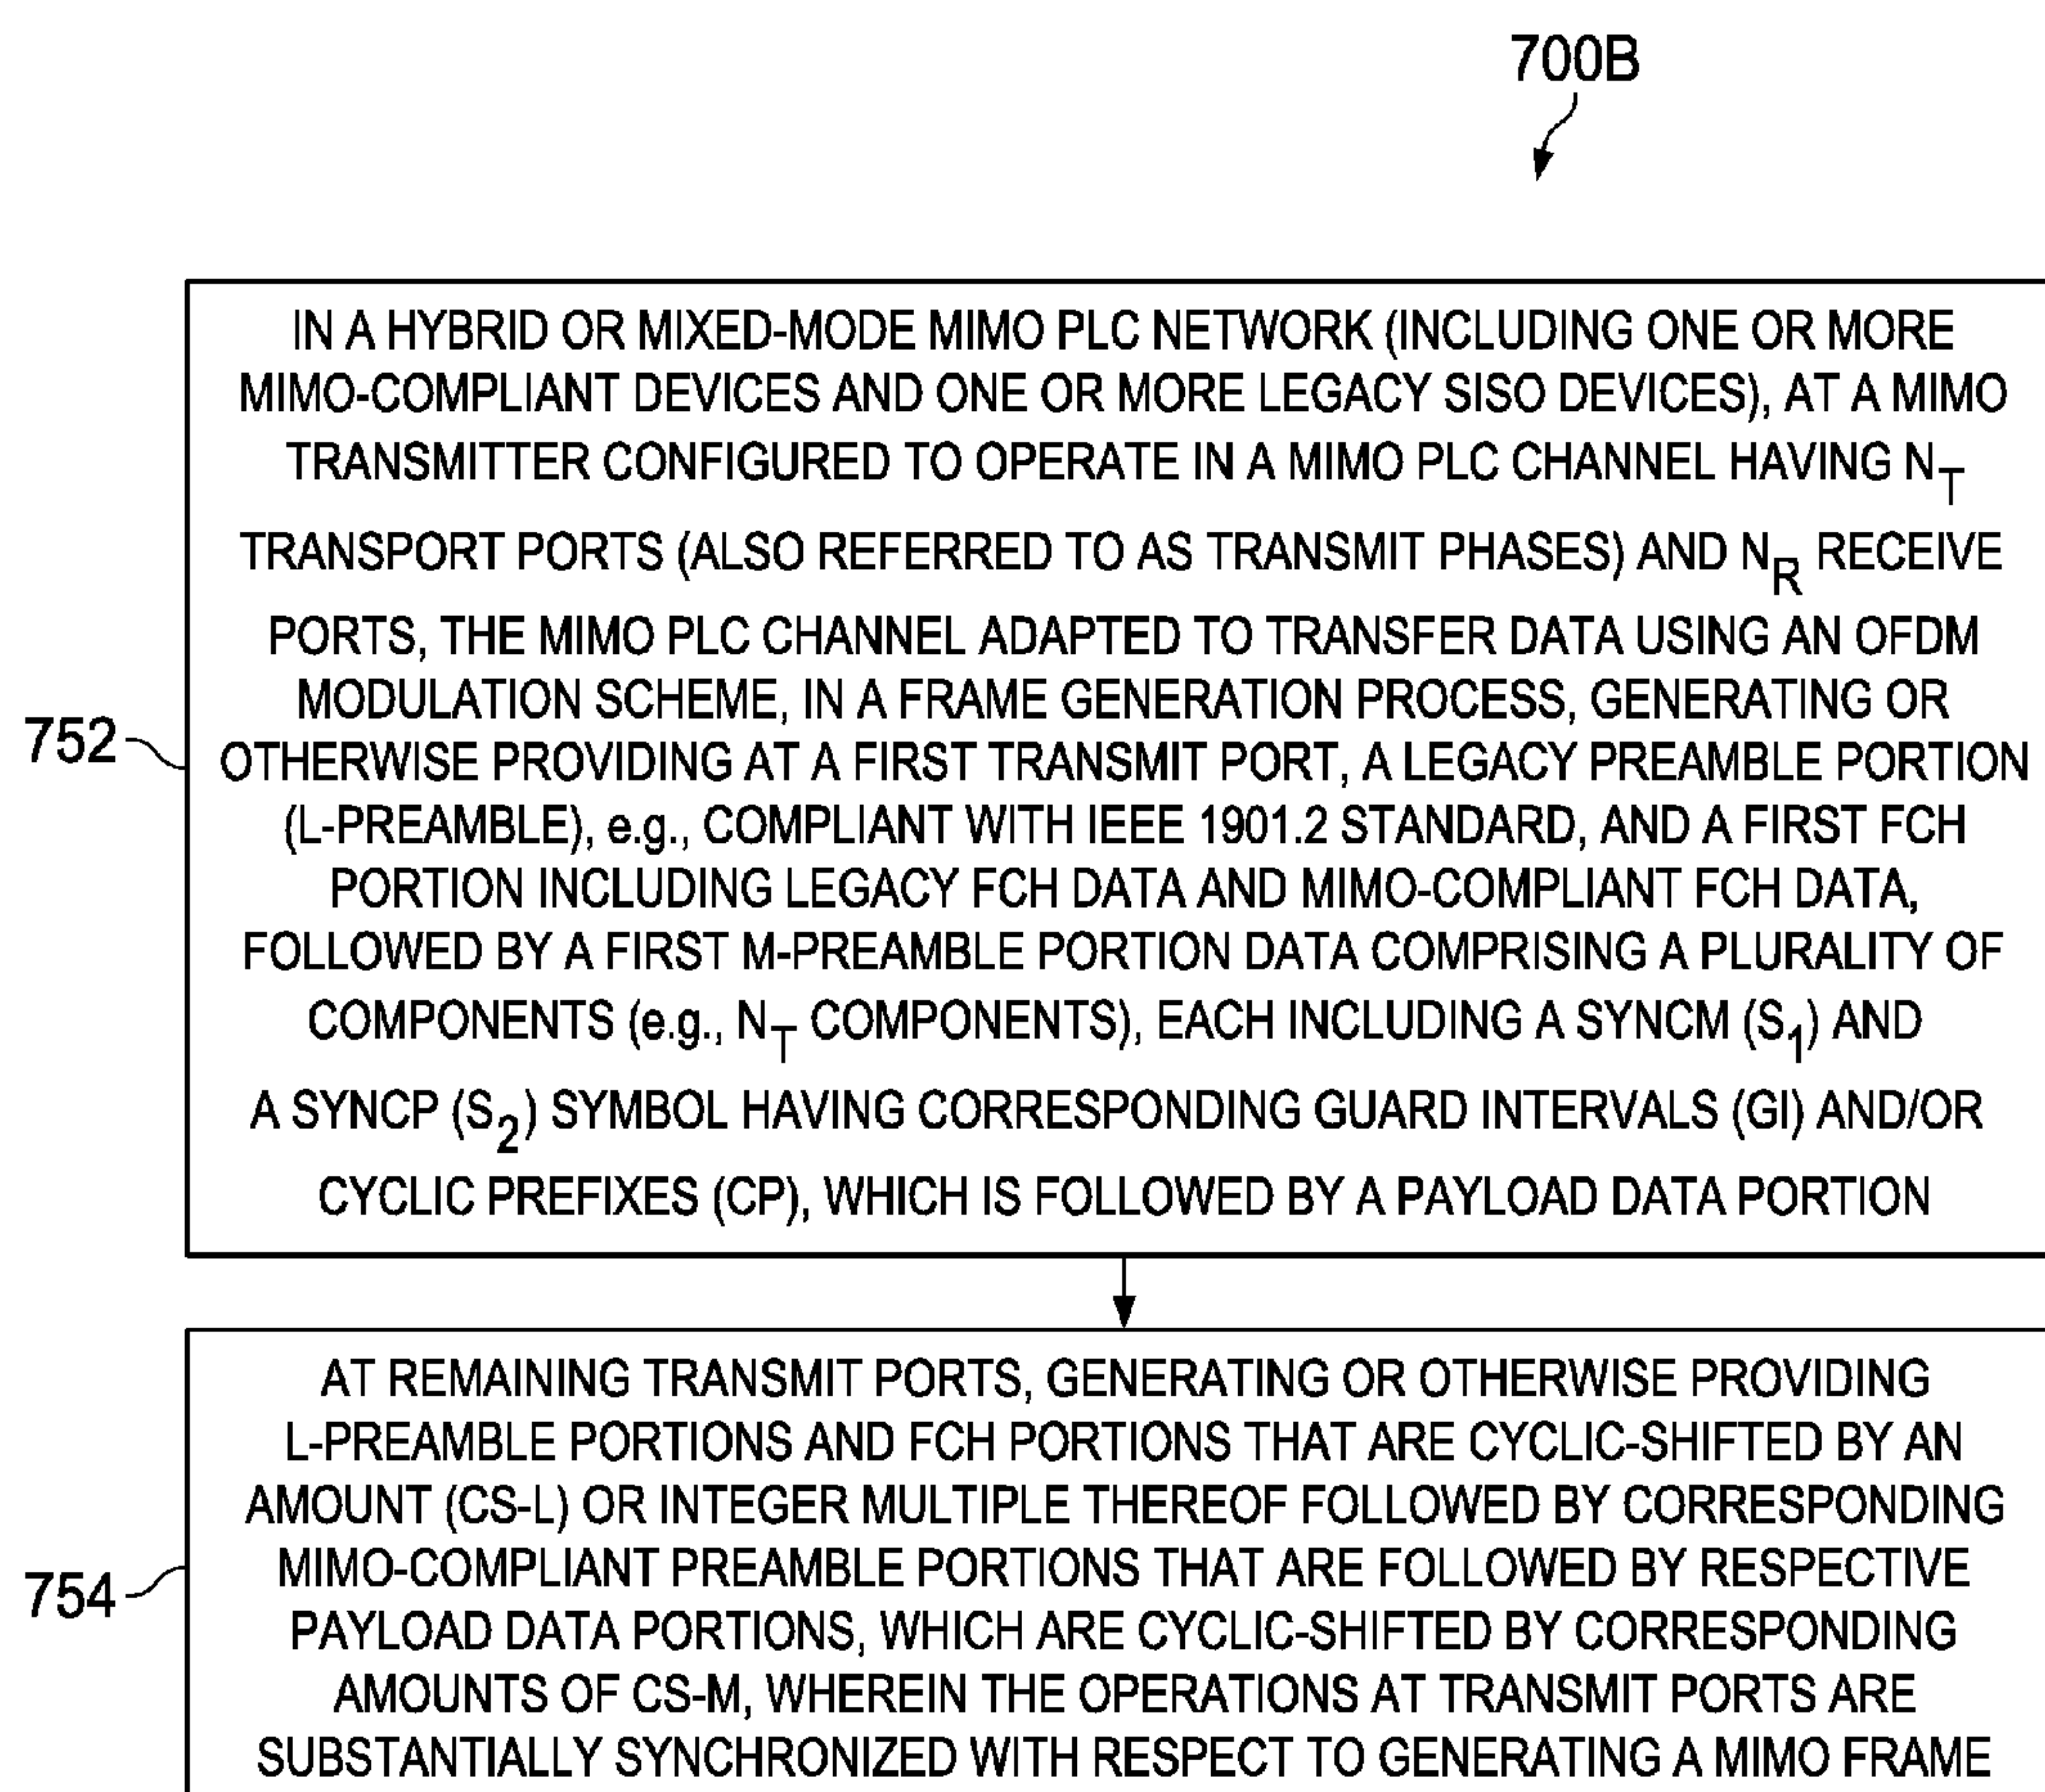 700B
IN A HYBRID OR MIXED-MODE MIMO PLC NETWORK (INCLUDING ONE OR MORE
MIMO-COMPLIANT DEVICES AND ONE OR MORE LEGACY SISO DEVICES), AT A MIMO
TRANSMITTER CONFIGURED TO OPERATE IN A MIMO PLC CHANNEL HAVING N_T
TRANSPORT PORTS (ALSO REFERRED TO AS TRANSMIT PHASES) AND N_R RECEIVE
PORTS, THE MIMO PLC CHANNEL ADAPTED TO TRANSFER DATA USING AN OFDM
MODULATION SCHEME, IN A FRAME GENERATION PROCESS, GENERATING OR
752
OTHERWISE PROVIDING AT A FIRST TRANSMIT PORT, A LEGACY PREAMBLE PORTION
(L-PREAMBLE), e.g., COMPLIANT WITH IEEE 1901.2 STANDARD, AND A FIRST FCH
PORTION INCLUDING LEGACY FCH DATA AND MIMO-COMPLIANT FCH DATA,
FOLLOWED BY A FIRST M-PREAMBLE PORTION DATA COMPRISING A PLURALITY OF
COMPONENTS (e.g., N_T COMPONENTS), EACH INCLUDING A SYNCM (S_1) AND
A SYNCP (S_2) SYMBOL HAVING CORRESPONDING GUARD INTERVALS (GI) AND/OR
CYCLIC PREFIXES (CP), WHICH IS FOLLOWED BY A PAYLOAD DATA PORTION
AT REMAINING TRANSMIT PORTS, GENERATING OR OTHERWISE PROVIDING
L-PREAMBLE PORTIONS AND FCH PORTIONS THAT ARE CYCLIC-SHIFTED BY AN
AMOUNT (CS-L) OR INTEGER MULTIPLE THEREOF FOLLOWED BY CORRESPONDING
MIMO-COMPLIANT PREAMBLE PORTIONS THAT ARE FOLLOWED BY RESPECTIVE
754
PAYLOAD DATA PORTIONS, WHICH ARE CYCLIC-SHIFTED BY CORRESPONDING
AMOUNTS OF CS-M, WHEREIN THE OPERATIONS AT TRANSMIT PORTS ARE
SUBSTANTIALLY SYNCHRONIZED WITH RESPECT TO GENERATING A MIMO FRAME